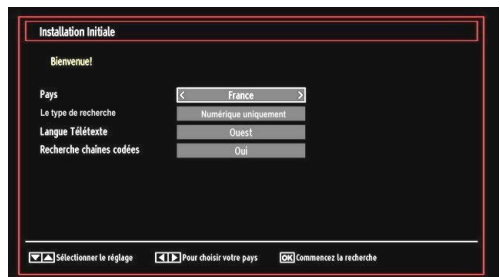 Installation Initiale
Bienvenue!
Pays < France >
Le type de recherche Numérique uniquement
Langue Télétexte Ouest
Recherche chaines codées Oui
Sélectionner le réglage Pour choisir votre pays OK Commencez la recherche